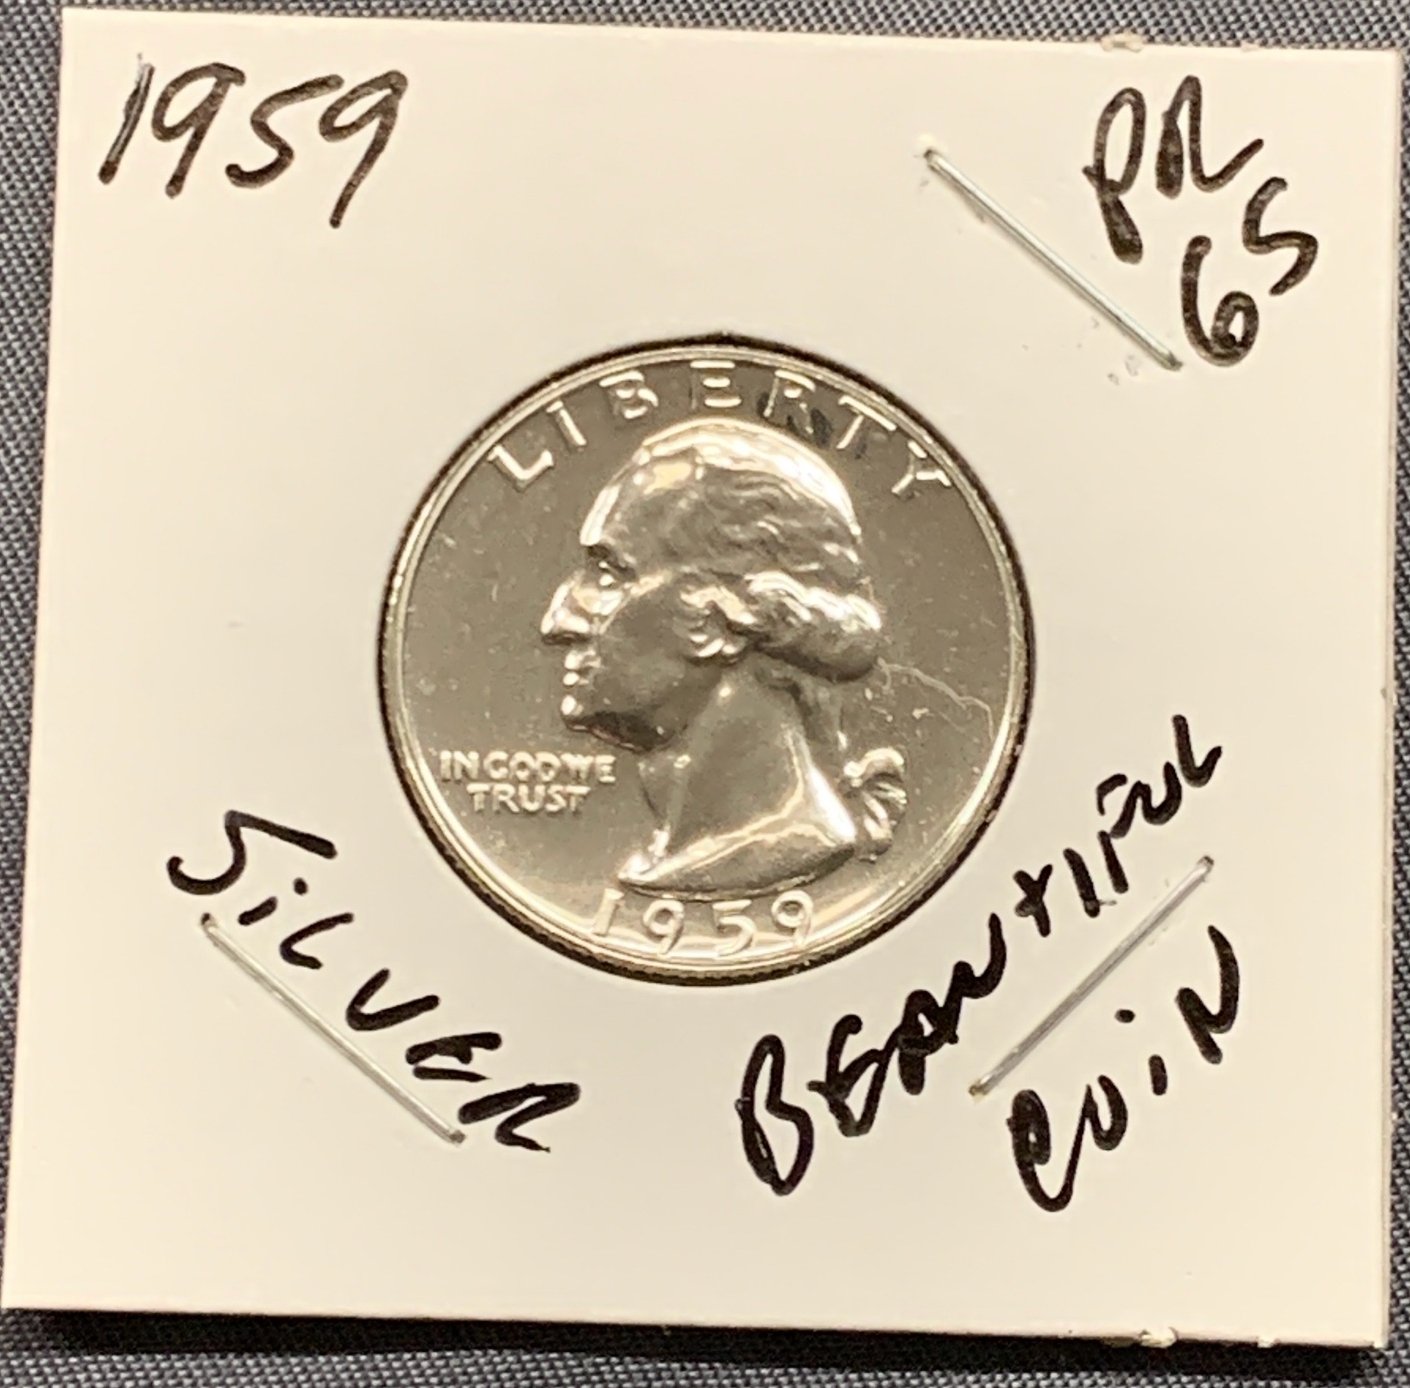 1959
PR
65
LIBERTY
IN GOD WE
TRUST
1959
SILVER
BEAUTIFUL
COIN